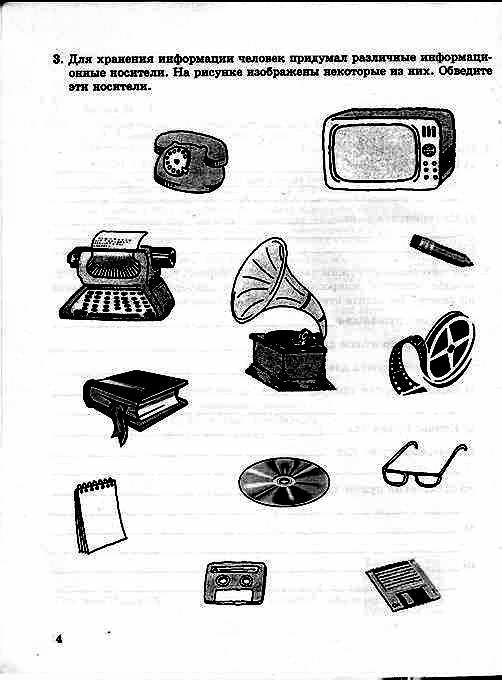 3. Для хранения информации человек придумал различные информаци-
онные носители. На рисунке изображены некоторые из них. Обведите
эти носители.
4